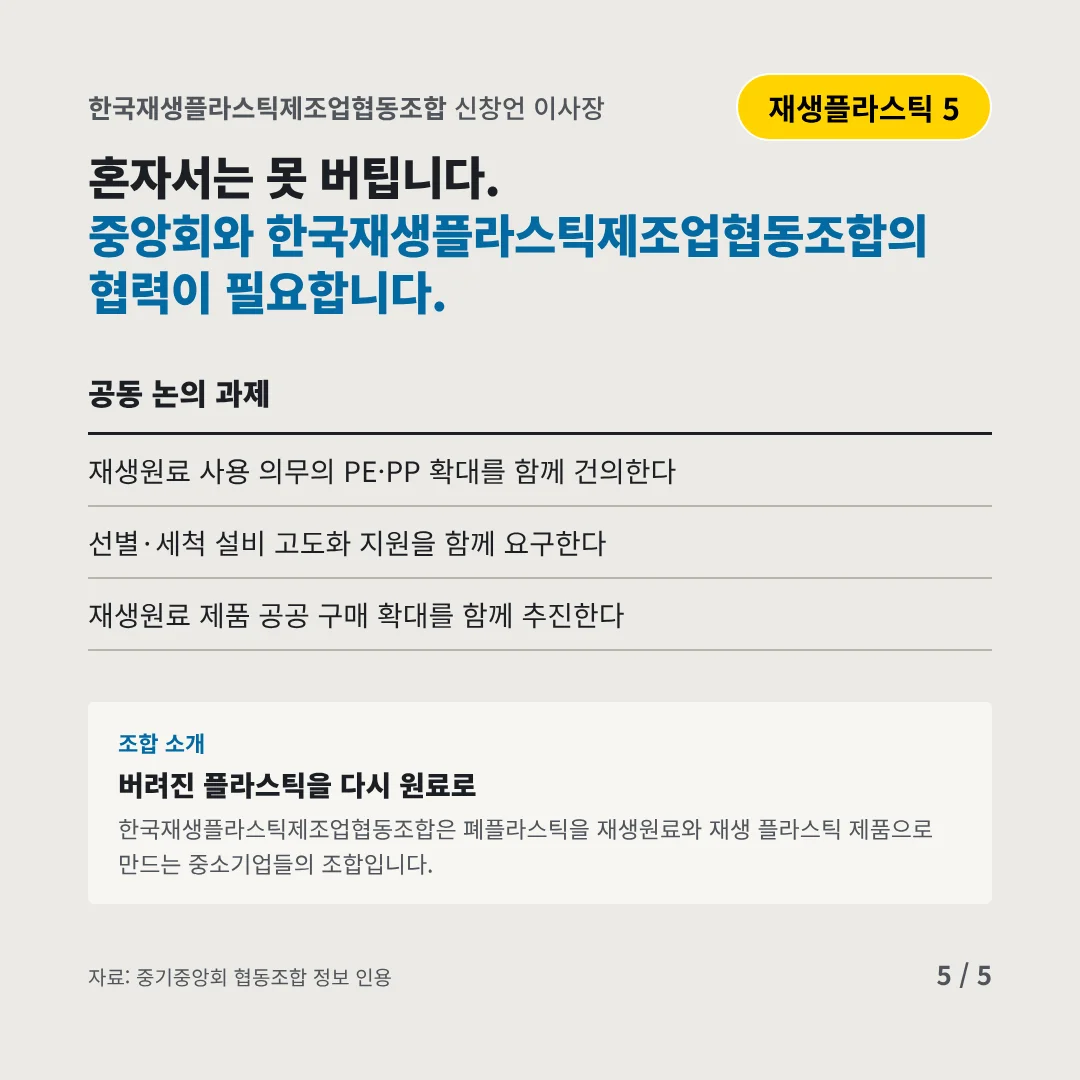 한국재생플라스틱제조업협동조합 신창언 이사장
재생플라스틱 5
혼자서는 못 버팁니다.
중앙회와 한국재생플라스틱제조업협동조합의
협력이 필요합니다.
공동 논의 과제
재생원료 사용 의무의 PE·PP 확대를 함께 건의한다
선별·세척 설비 고도화 지원을 함께 요구한다
재생원료 제품 공공 구매 확대를 함께 추진한다
조합 소개
버려진 플라스틱을 다시 원료로
한국재생플라스틱제조업협동조합은 폐플라스틱을 재생원료와 재생 플라스틱 제품으로
만드는 중소기업들의 조합입니다.
자료: 중기중앙회 협동조합 정보 인용
5 / 5